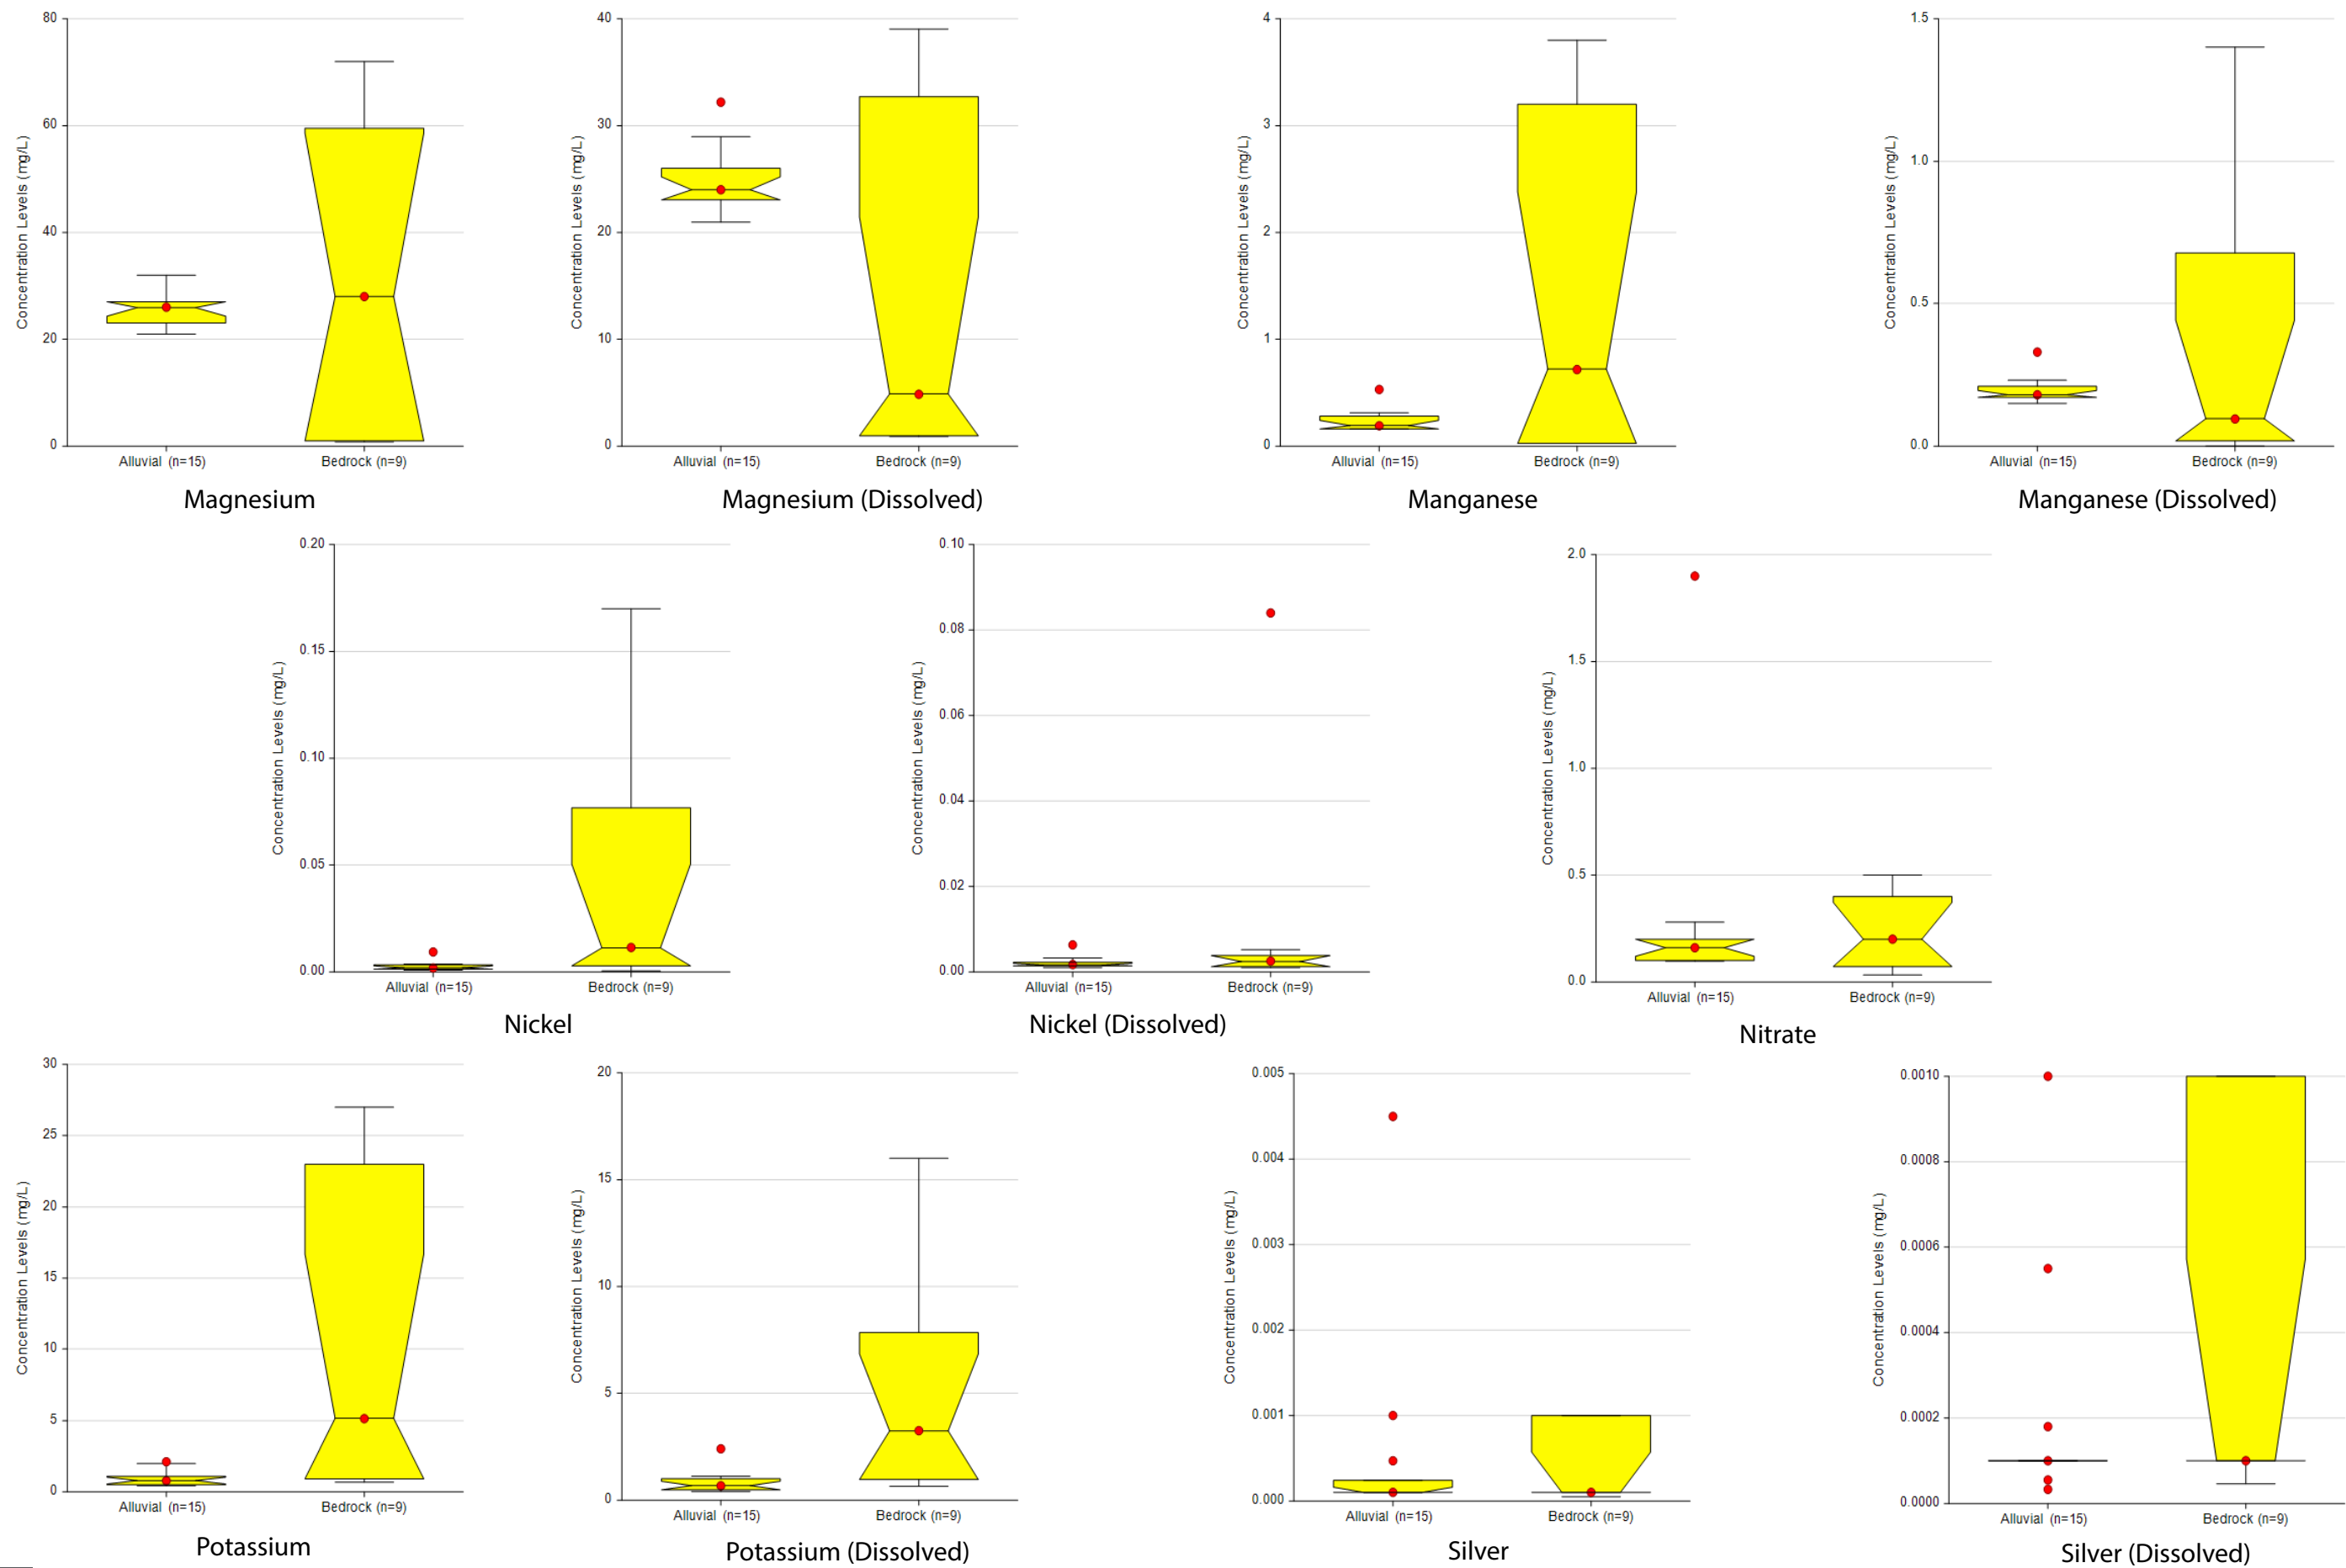 80
60
40
20
0
Concentration Levels (mg/L)
Alluvial (n=15)
Bedrock (n=9)
Magnesium
40
30
20
10
0
Concentration Levels (mg/L)
Alluvial (n=15)
Bedrock (n=9)
Magnesium (Dissolved)
4
3
2
1
0
Concentration Levels (mg/L)
Alluvial (n=15)
Bedrock (n=9)
Manganese
1.5
1.0
0.5
0.0
Concentration Levels (mg/L)
Alluvial (n=15)
Bedrock (n=9)
Manganese (Dissolved)
0.20
0.15
0.10
0.05
0.00
Concentration Levels (mg/L)
Alluvial (n=15)
Bedrock (n=9)
Nickel
0.10
0.08
0.06
0.04
0.02
0.00
Concentration Levels (mg/L)
Alluvial (n=15)
Bedrock (n=9)
Nickel (Dissolved)
2.0
1.5
1.0
0.5
0.0
Concentration Levels (mg/L)
Alluvial (n=15)
Bedrock (n=9)
Nitrate
30
25
20
15
10
5
0
Concentration Levels (mg/L)
Alluvial (n=15)
Bedrock (n=9)
Potassium
20
15
10
5
0
Concentration Levels (mg/L)
Alluvial (n=15)
Bedrock (n=9)
Potassium (Dissolved)
0.005
0.004
0.003
0.002
0.001
0.000
Concentration Levels (mg/L)
Alluvial (n=15)
Bedrock (n=9)
Silver
0.0010
0.0008
0.0006
0.0004
0.0002
0.0000
Concentration Levels (mg/L)
Alluvial (n=15)
Bedrock (n=9)
Silver (Dissolved)